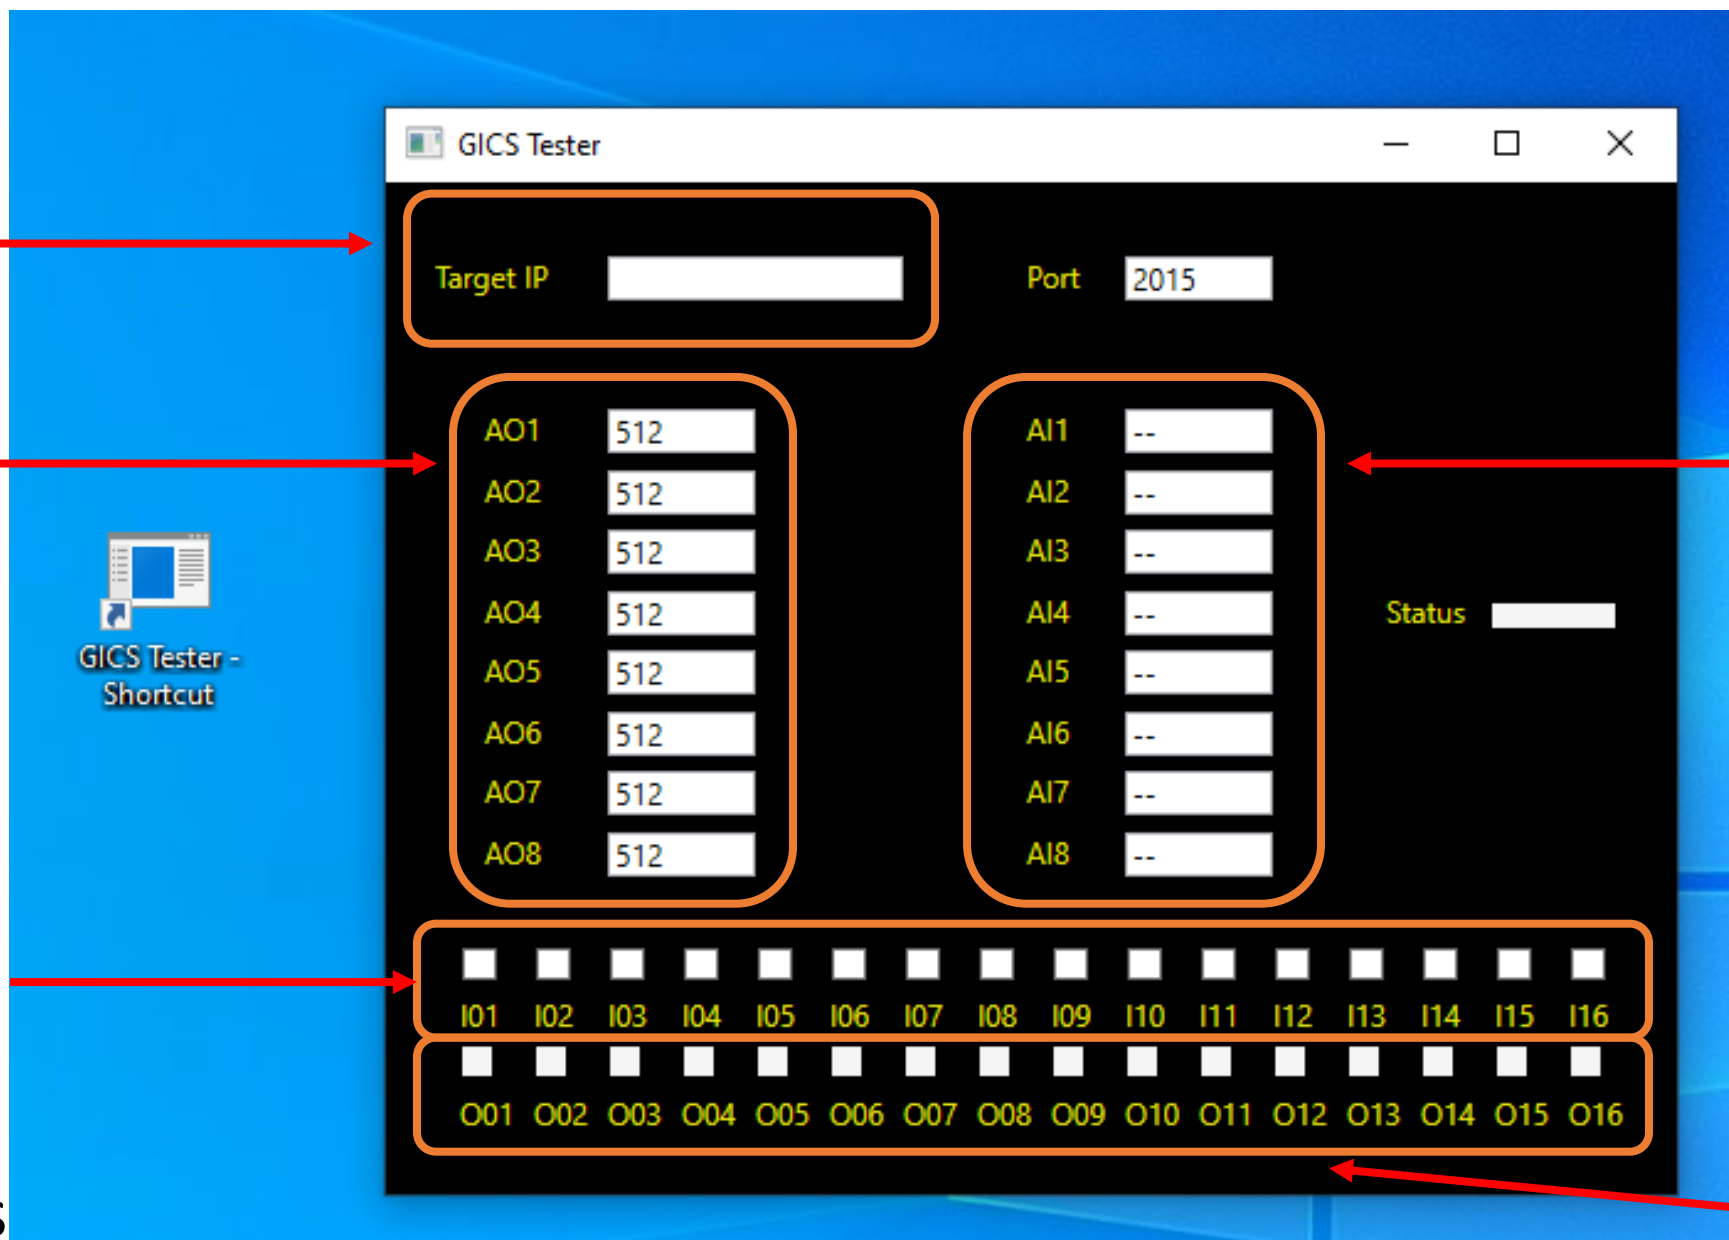 GICS Tester
Target IP
Port 2015
AO1 512 AI1 --
AO2 512 AI2 --
AO3 512 AI3 --
AO4 512 AI4 -- Status
AO5 512 AI5 --
AO6 512 AI6 --
AO7 512 AI7 --
AO8 512 AI8 --
I01 I02 I03 I04 I05 I06 I07 I08 I09 I10 I11 I12 I13 I14 I15 I16
O01 O02 O03 O04 O05 O06 O07 O08 O09 O10 O11 O12 O13 O14 O15 O16
GICS Tester -
Shortcut